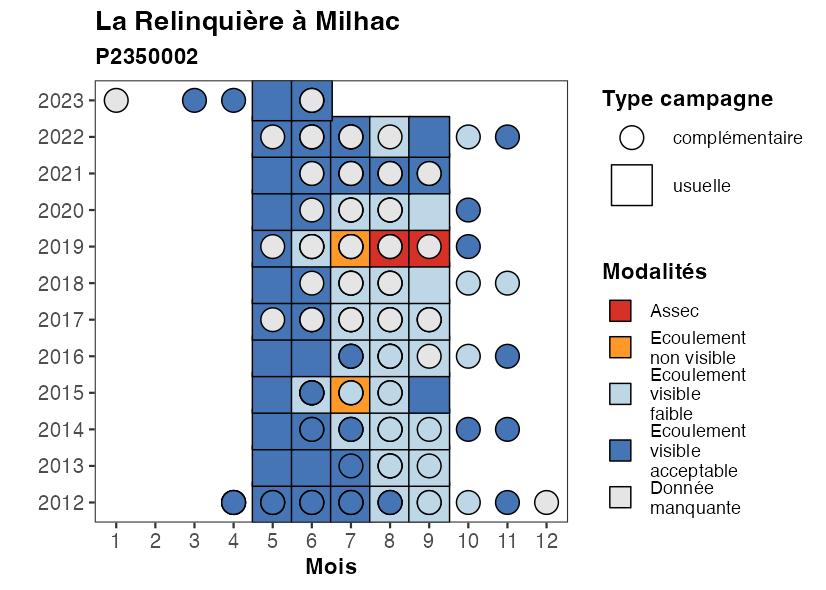 La Relinquière à Milhac
P2350002
2023
2022
2021
2020
2019
2018
2017
2016
2015
2014
2013
2012
1 2 3 4 5 6 7 8 9 10 11 12
Mois
Type campagne
complémentaire
usuelle
Modalités
Assec
Ecoulement
non visible
Ecoulement
visible
faible
Ecoulement
visible
acceptable
Donnée
manquante